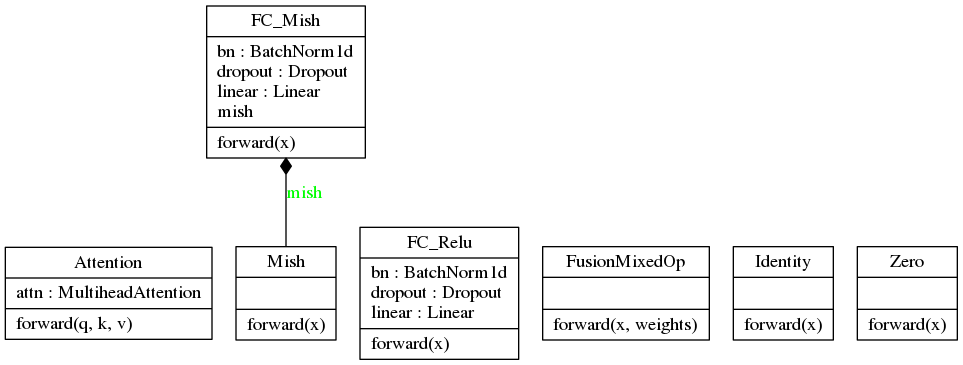 FC_Mish
bn : BatchNorm1d
dropout : Dropout
linear : Linear
mish
forward(x)
mish
Attention
attn : MultiheadAttention
forward(q, k, v)
Mish
forward(x)
FC_Relu
bn : BatchNorm1d
dropout : Dropout
linear : Linear
forward(x)
FusionMixedOp
forward(x, weights)
Identity
forward(x)
Zero
forward(x)